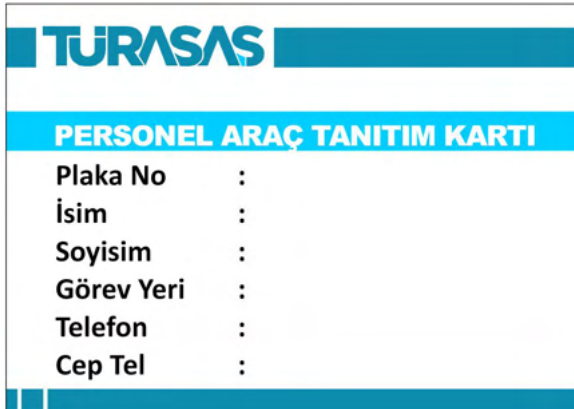 TÜRASAŞ
PERSONEL ARAÇ TANITIM KARTI
Plaka No :
İsim :
Soyisim :
Görev Yeri :
Telefon :
Cep Tel :